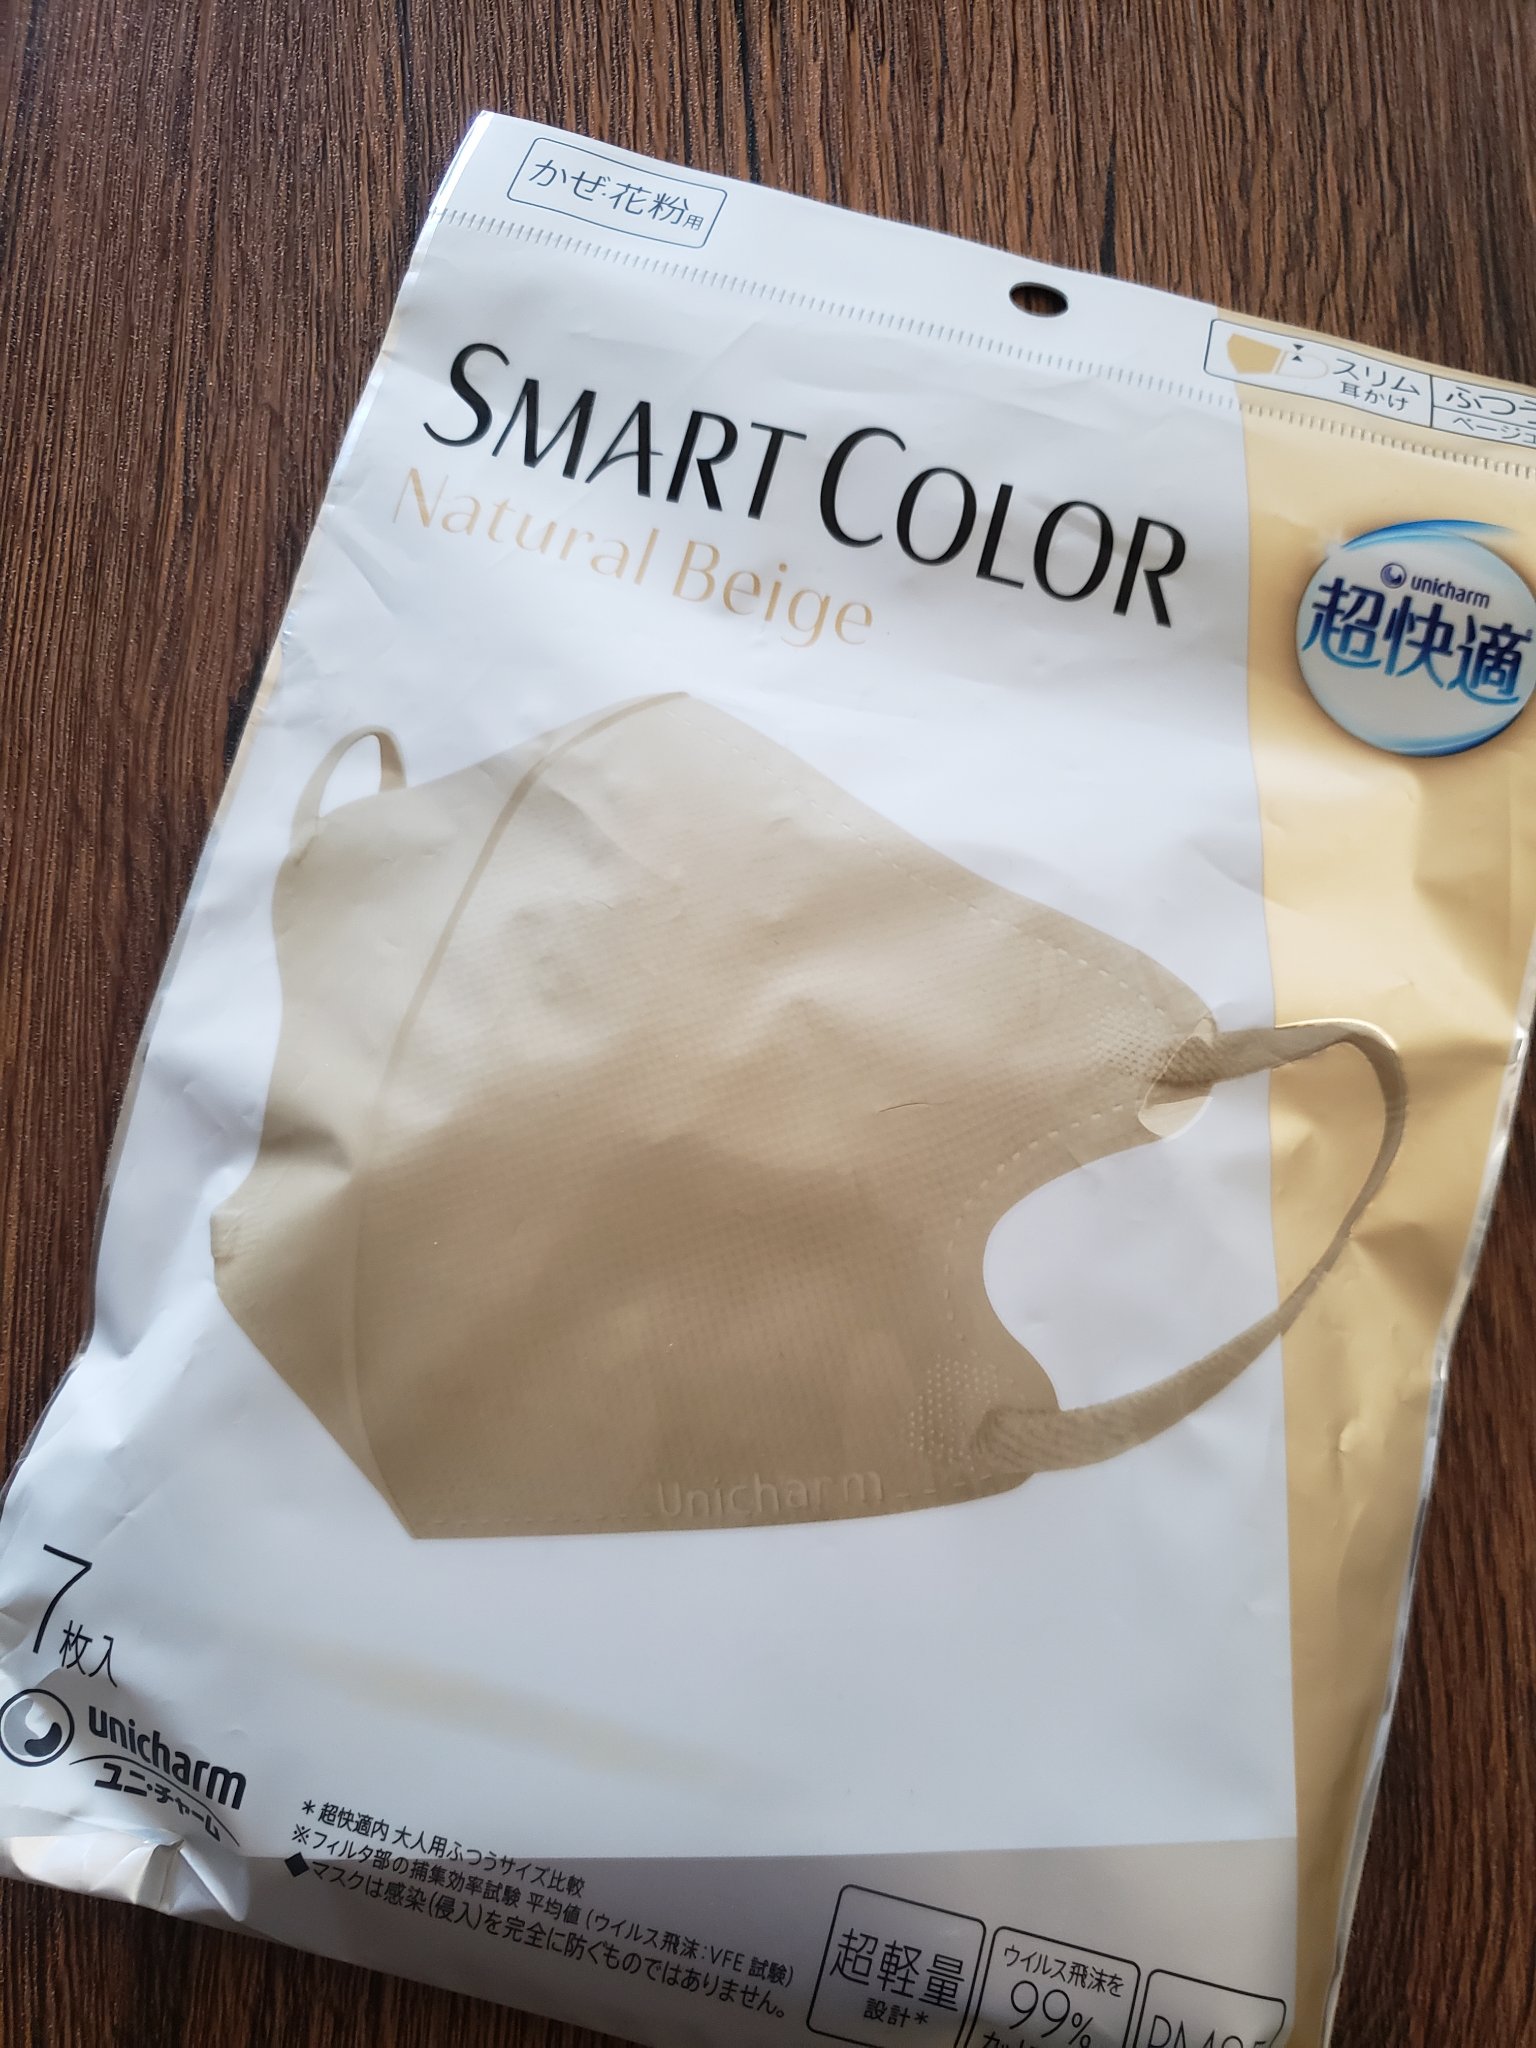 かぜ・花粉用
スリム
耳かけ
SMART COLOR
Natural Beige
unicharm
超快適
unicharm
7枚入
unicharm
ユニ・チャーム
＊超快適内 大人用ふつうサイズ比較
※フィルタ部の捕集効率試験 平均値 (ウイルス飛沫:VFE 試験)
◆マスクは感染(侵入)を完全に防ぐものではありません。
超軽量
設計＊
ウイルス飛沫を
99%